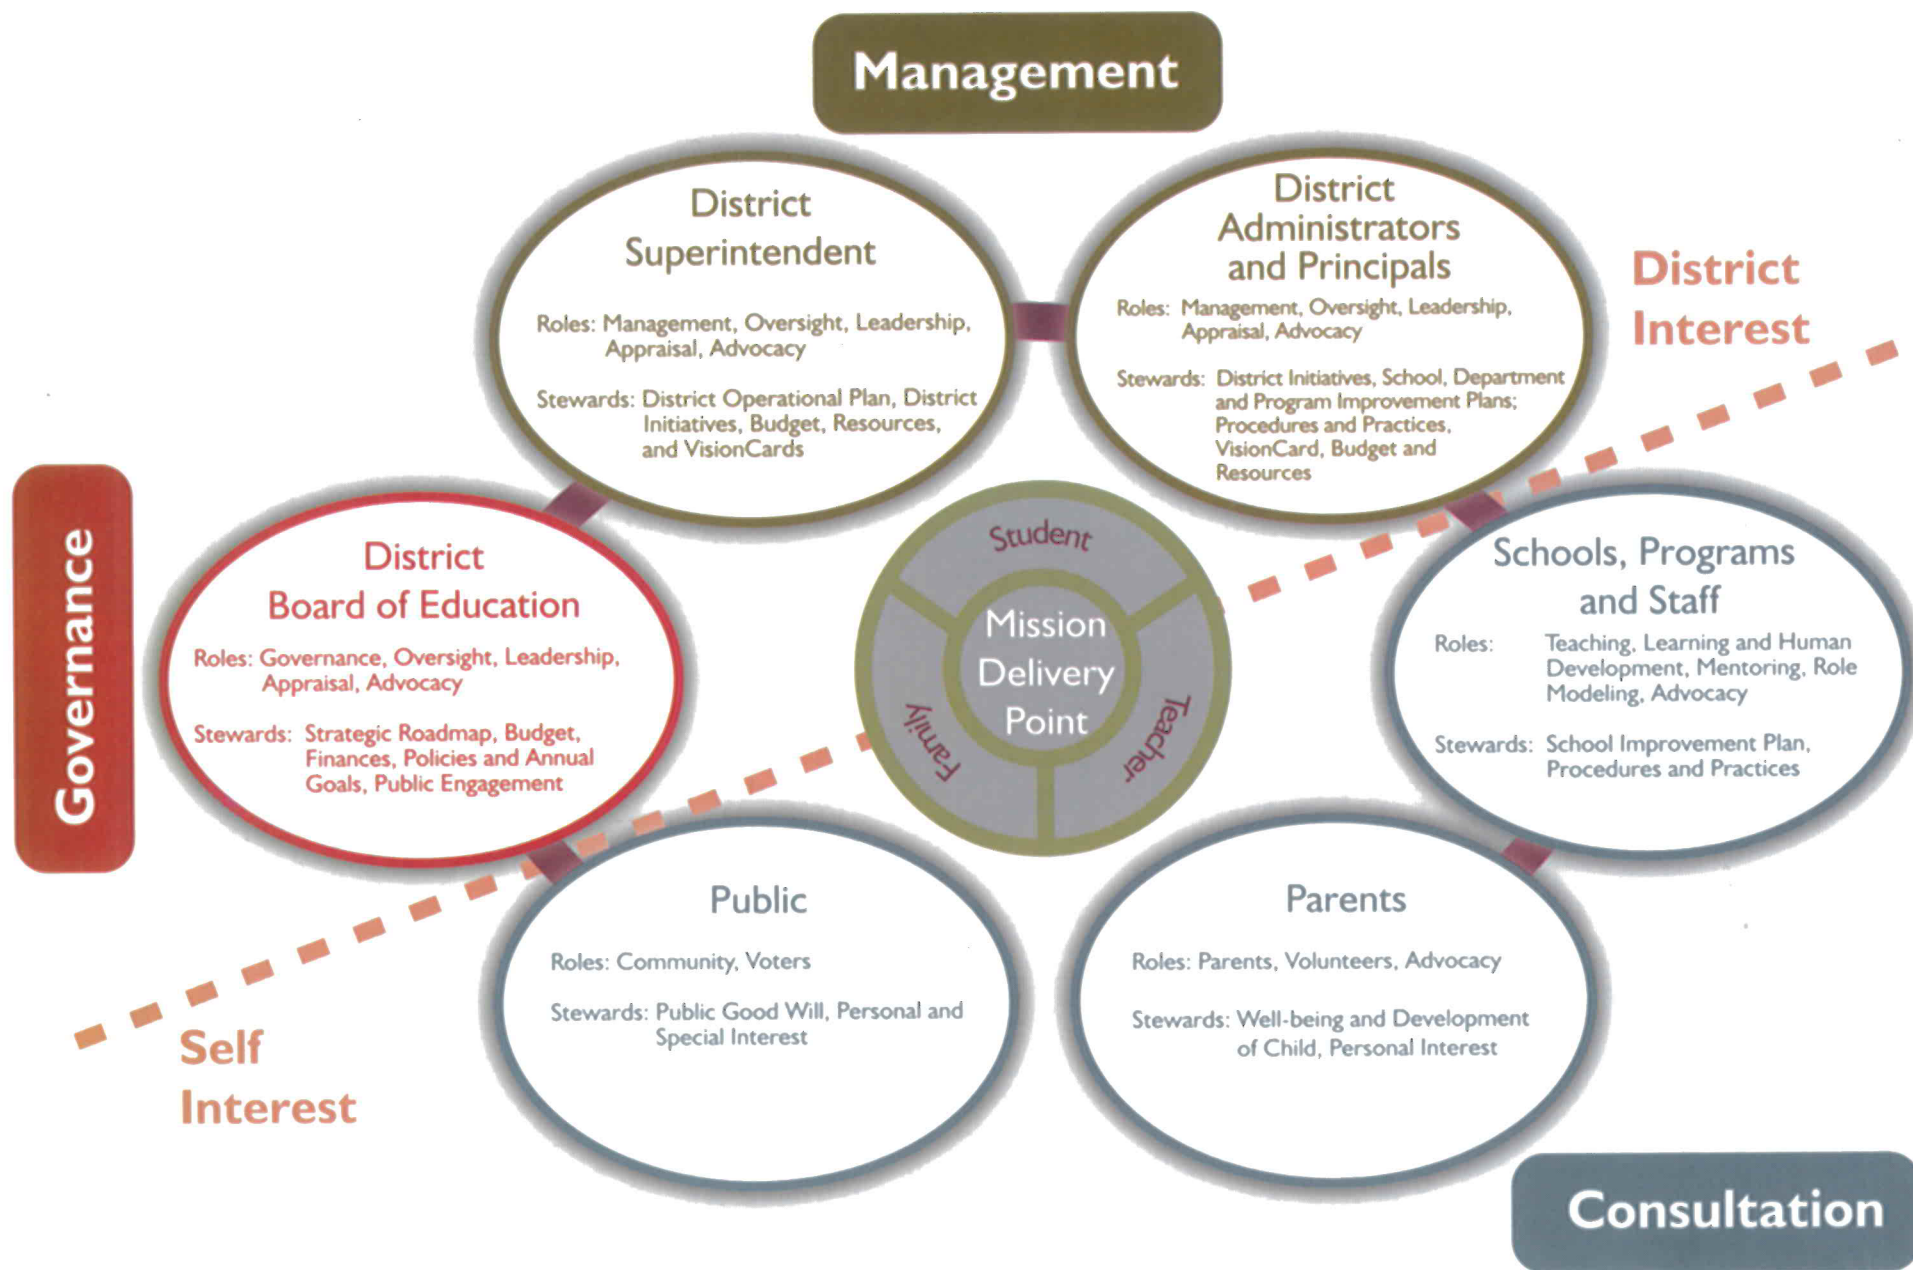 Management
District
Superintendent
Roles: Management, Oversight, Leadership,
Appraisal, Advocacy
Stewards: District Operational Plan, District
Initiatives, Budget, Resources,
and VisionCards
District
Administrators
and Principals
Roles: Management, Oversight, Leadership,
Appraisal, Advocacy
Stewards: District Initiatives, School, Department
and Program Improvement Plans;
Procedures and Practices,
VisionCard, Budget and
Resources
District
Interest
Governance
District
Board of Education
Roles: Governance, Oversight, Leadership,
Appraisal, Advocacy
Stewards: Strategic Roadmap, Budget,
Finances, Policies and Annual
Goals, Public Engagement
Student
Family
Teacher
Mission
Delivery
Point
Schools, Programs
and Staff
Roles: Teaching, Learning and Human
Development, Mentoring, Role
Modeling, Advocacy
Stewards: School Improvement Plan,
Procedures and Practices
Public
Roles: Community, Voters
Stewards: Public Good Will, Personal and
Special Interest
Parents
Roles: Parents, Volunteers, Advocacy
Stewards: Well-being and Development
of Child, Personal Interest
Self
Interest
Consultation